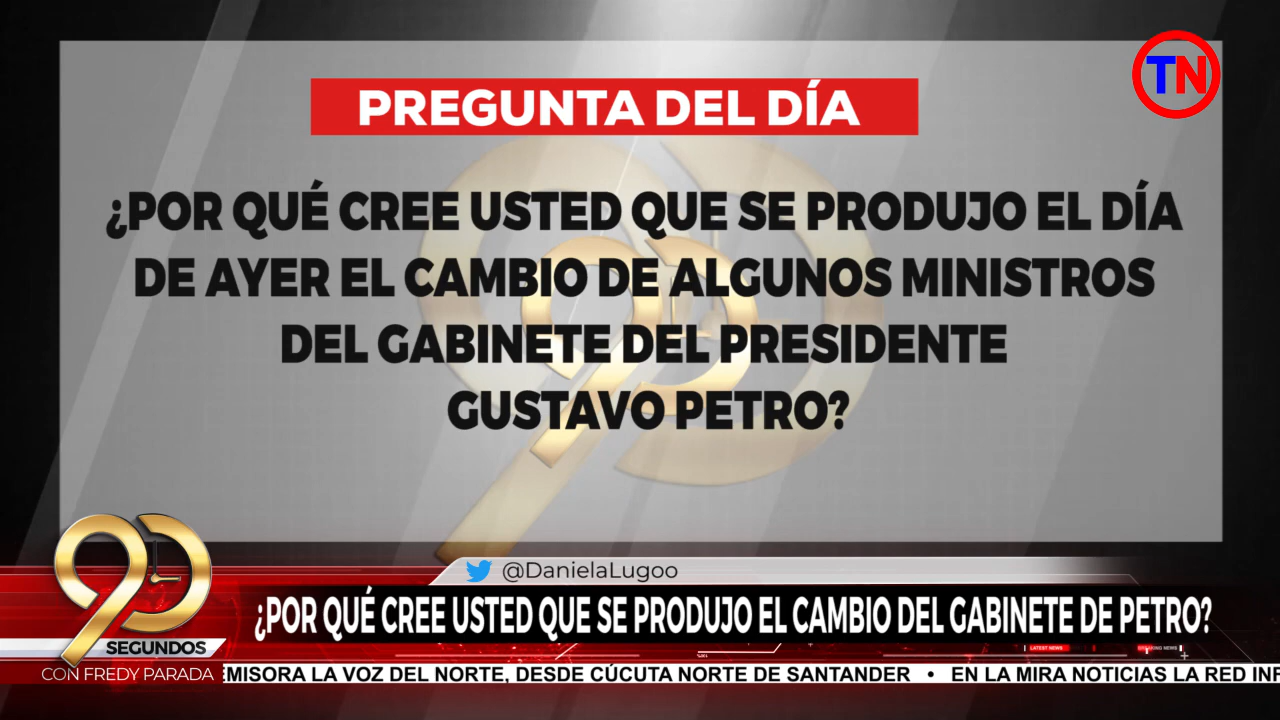 TN
PREGUNTA DEL DÍA
¿POR QUÉ CREE USTED QUE SE PRODUJO EL DÍA
DE AYER EL CAMBIO DE ALGUNOS MINISTROS
DEL GABINETE DEL PRESIDENTE
GUSTAVO PETRO?
@DanielaLugoo
¿POR QUÉ CREE USTED QUE SE PRODUJO EL CAMBIO DEL GABINETE DE PETRO?
90
SEGUNDOS
CON FREDY PARADA
LATEST NEWS
EMISORA LA VOZ DEL NORTE, DESDE CÚCUTA NORTE DE SANTANDER • EN LA MIRA NOTICIAS LA RED INF